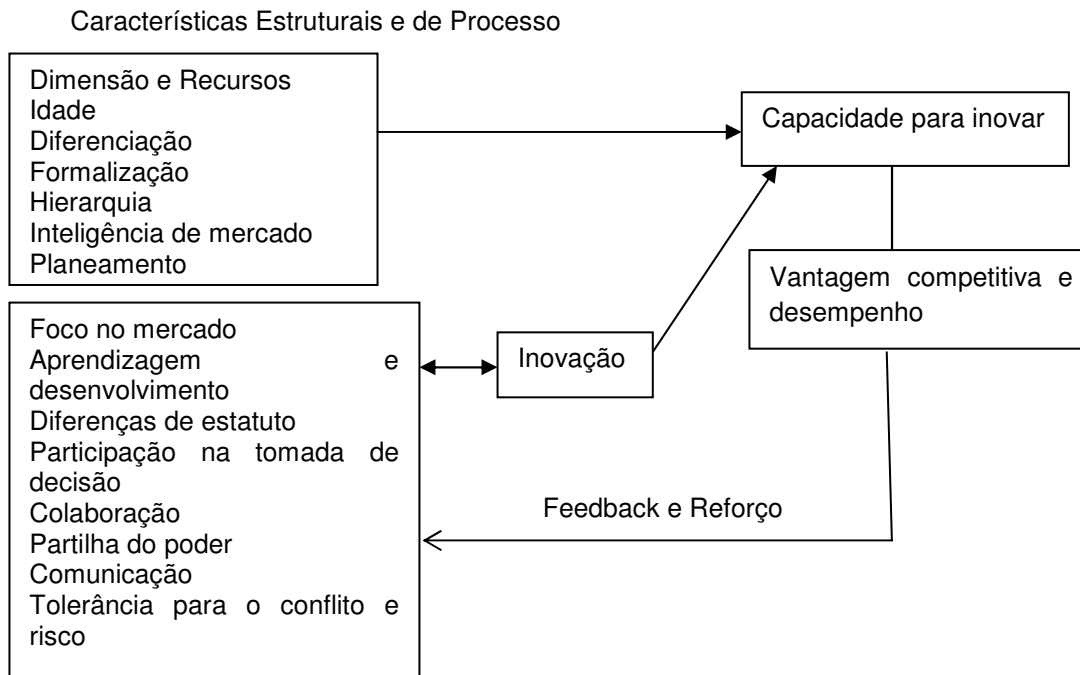 Características Estruturais e de Processo
Dimensão e Recursos
Idade
Diferenciação
Formalização
Hierarquia
Inteligência de mercado
Planeamento
Capacidade para inovar
Vantagem competitiva e
desempenho
Foco no mercado
Aprendizagem e
desenvolvimento
Diferenças de estatuto
Participação na tomada de
decisão
Colaboração
Partilha do poder
Comunicação
Tolerância para o conflito e
risco
Inovação
Feedback e Reforço